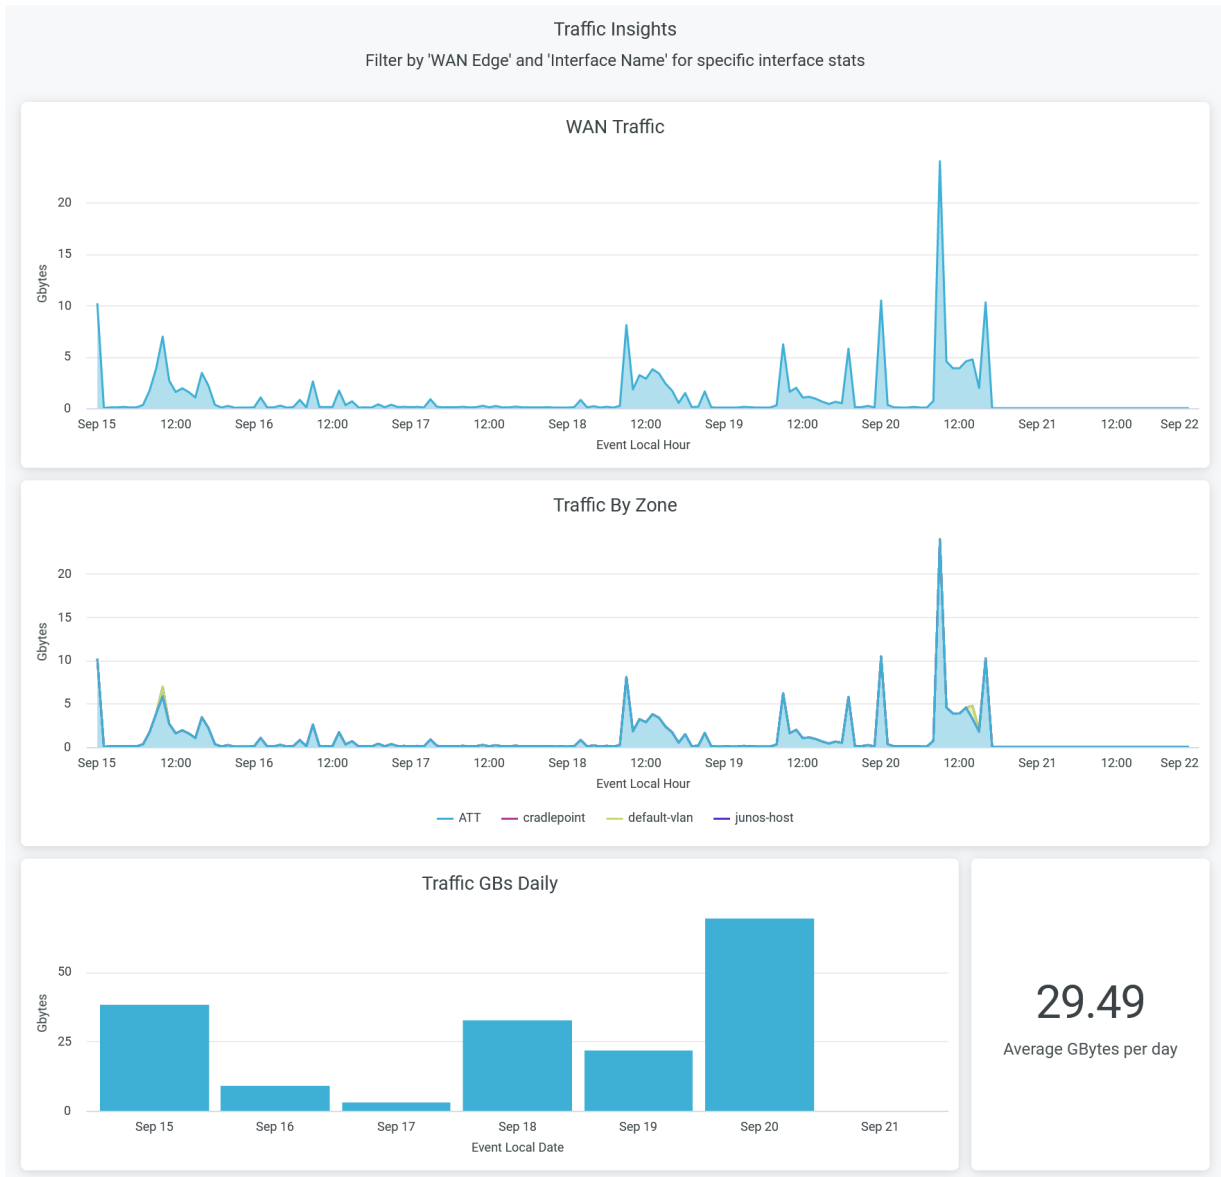 Traffic Insights
Filter by 'WAN Edge' and 'Interface Name' for specific interface stats
WAN Traffic
20
15
10
5
0
Gbytes
Sep 15 12:00 Sep 16 12:00 Sep 17 12:00 Sep 18 12:00 Sep 19 12:00 Sep 20 12:00 Sep 21 12:00 Sep 22
Event Local Hour
Traffic By Zone
20
15
10
5
0
Gbytes
Sep 15 12:00 Sep 16 12:00 Sep 17 12:00 Sep 18 12:00 Sep 19 12:00 Sep 20 12:00 Sep 21 12:00 Sep 22
Event Local Hour
ATT cradlepoint default-vlan junos-host
Traffic GBs Daily
50
25
0
Gbytes
Sep 15 Sep 16 Sep 17 Sep 18 Sep 19 Sep 20 Sep 21
Event Local Date
29.49
Average GBytes per day